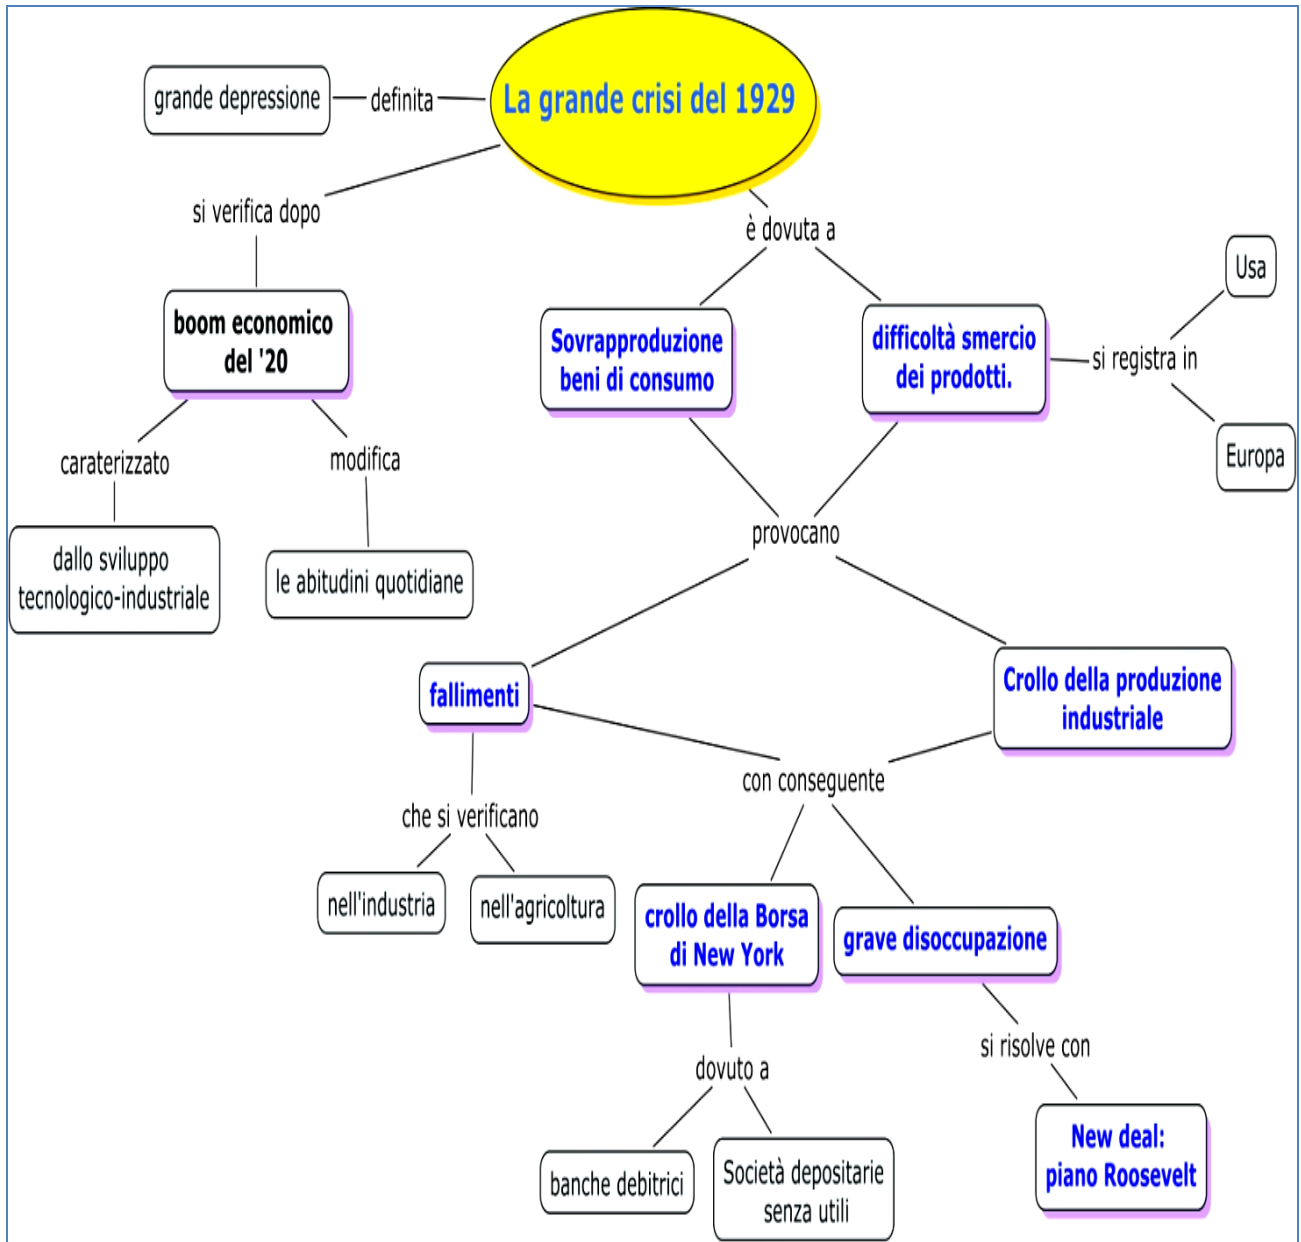 La grande crisi del 1929
grande depressione
definita
si verifica dopo
è dovuta a
boom economico
del '20
Sovrapproduzione
beni di consumo
difficoltà smercio
dei prodotti.
si registra in
Usa
Europa
caraterizzato
modifica
dallo sviluppo
tecnologico-industriale
le abitudini quotidiane
provocano
fallimenti
Crollo della produzione
industriale
con conseguente
che si verificano
nell'industria
nell'agricoltura
crollo della Borsa
di New York
grave disoccupazione
dovuto a
si risolve con
banche debitrici
Società depositarie
senza utili
New deal:
piano Roosevelt